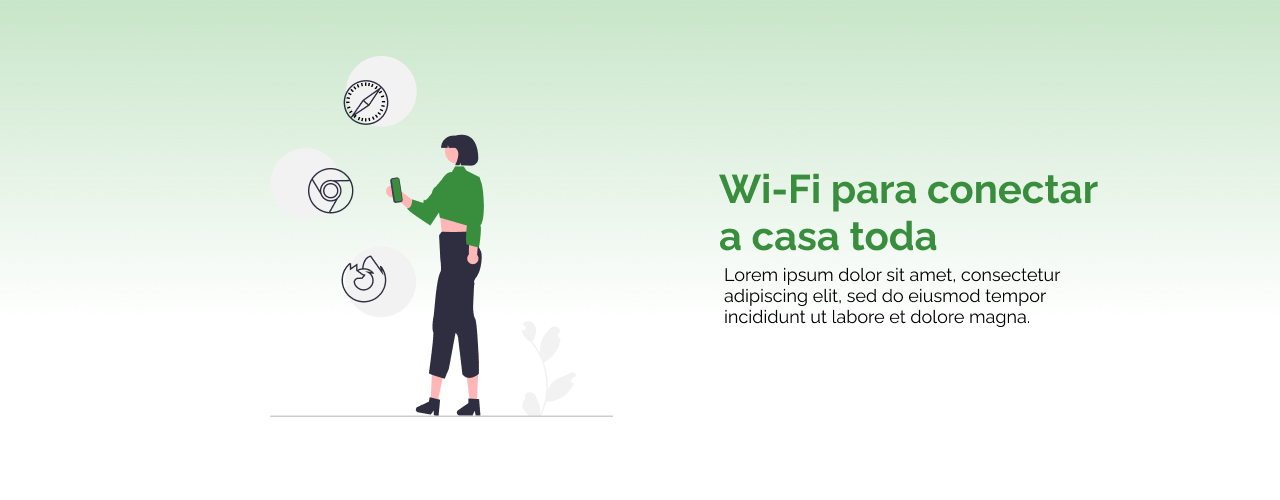 Wi-Fi para conectar
a casa toda
Lorem ipsum dolor sit amet, consectetur
adipiscing elit, sed do eiusmod tempor
incididunt ut labore et dolore magna.